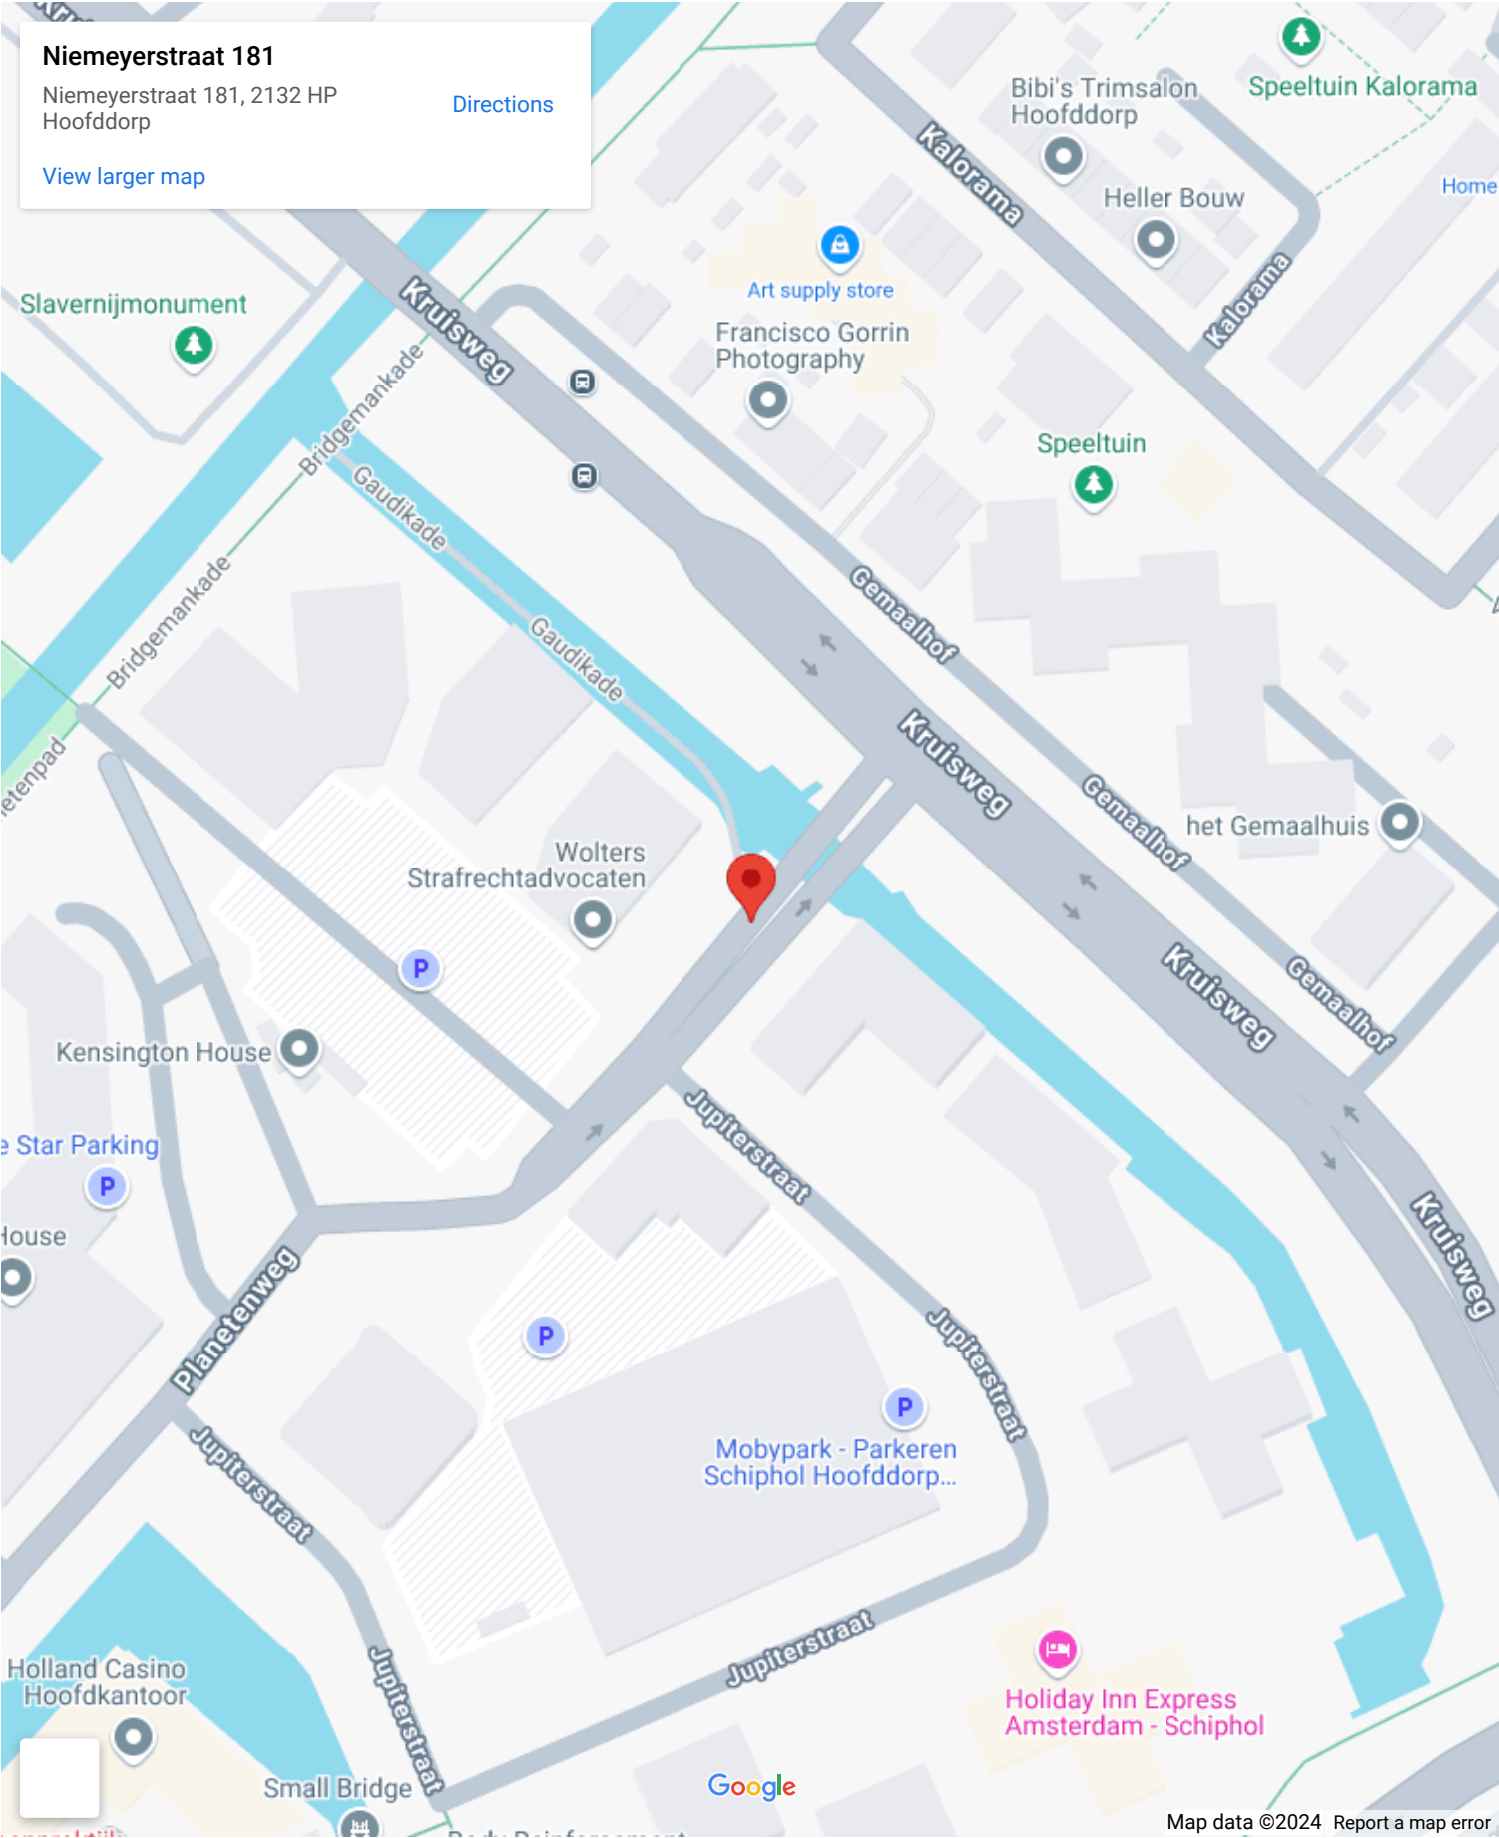 Niemeyerstraat 181
Niemeyerstraat 181, 2132 HP
Hoofddorp
Directions
View larger map
Bibi's Trimsalon
Hoofddorp
Speeltuin Kalorama
Kalorama
Heller Bouw
Home
Kalorama
Art supply store
Slavernijmonument
Kruisweg
Francisco Gorrin
Photography
Bridgemankade
Speeltuin
Gaudikade
Gemaalhof
Bridgemankade
Gaudikade
Kruisweg
Gemaalhof
het Gemaalhuis
etenpad
Wolters
Strafrechtadvocaten
P
Kruisweg
Gemaalhof
Kensington House
Jupiterstraat
e Star Parking
P
House
Kruisweg
Planetenweg
P
Jupiterstraat
P
Mobypark - Parkeren
Schiphol Hoofddorp...
Jupiterstraat
Jupiterstraat
Jupiterstraat
Holland Casino
Hoofdkantoor
Holiday Inn Express
Amsterdam - Schiphol
Small Bridge
Google
Map data ©2024
Report a map error